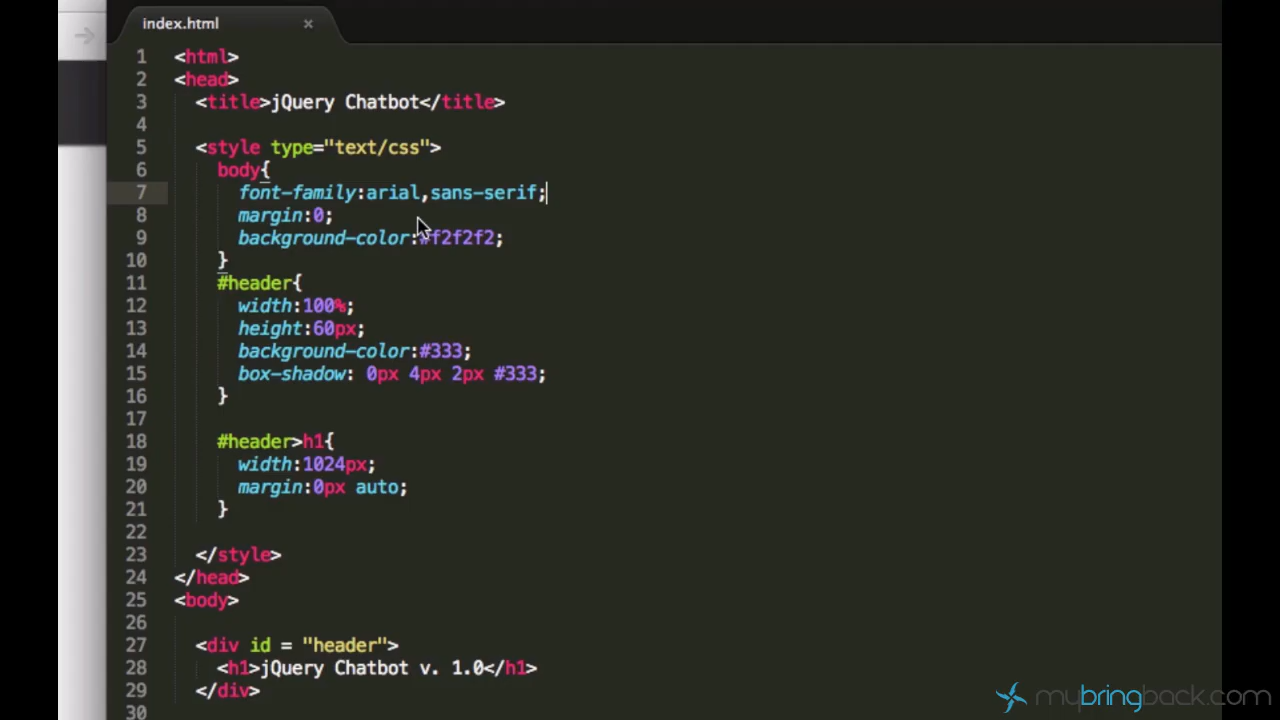 index.html ×
1 <html>
2 <head>
3 <title>jQuery Chatbot</title>
4
5 <style type="text/css">
6 body{
7 font-family:arial,sans-serif;
8 margin:0;
9 background-color:#f2f2f2;
10 }
11 #header{
12 width:100%;
13 height:60px;
14 background-color:#333;
15 box-shadow: 0px 4px 2px #333;
16 }
17
18 #header>h1{
19 width:1024px;
20 margin:0px auto;
21 }
22
23 </style>
24 </head>
25 <body>
26
27 <div id = "header">
28 <h1>jQuery Chatbot v. 1.0</h1>
29 </div>
30
mybringback.com